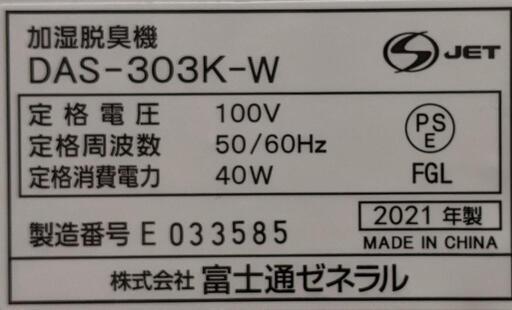 加湿脱臭機
DAS-303K-W
S JET
定格電圧 100V
定格周波数 50/60Hz
定格消費電力 40W
PS
E
FGL
製造番号 E 033585
2021 年製
MADE IN CHINA
株式会社 富士通ゼネラル